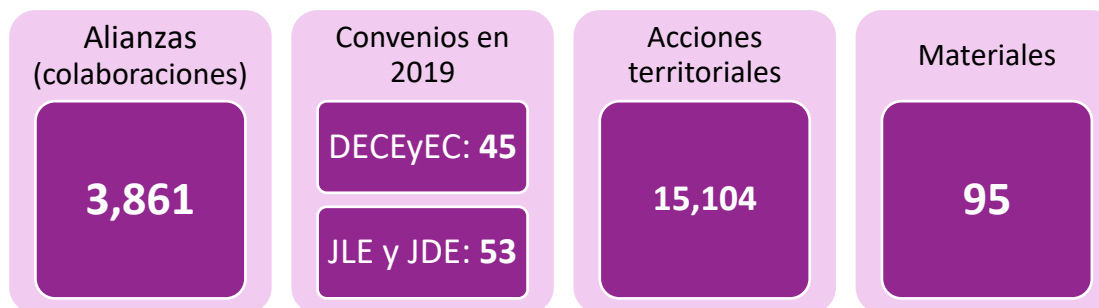 Alianzas
(colaboraciones)
3,861
Convenios en
2019
DECEyEC: 45
JLE y JDE: 53
Acciones
territoriales
15,104
Materiales
95